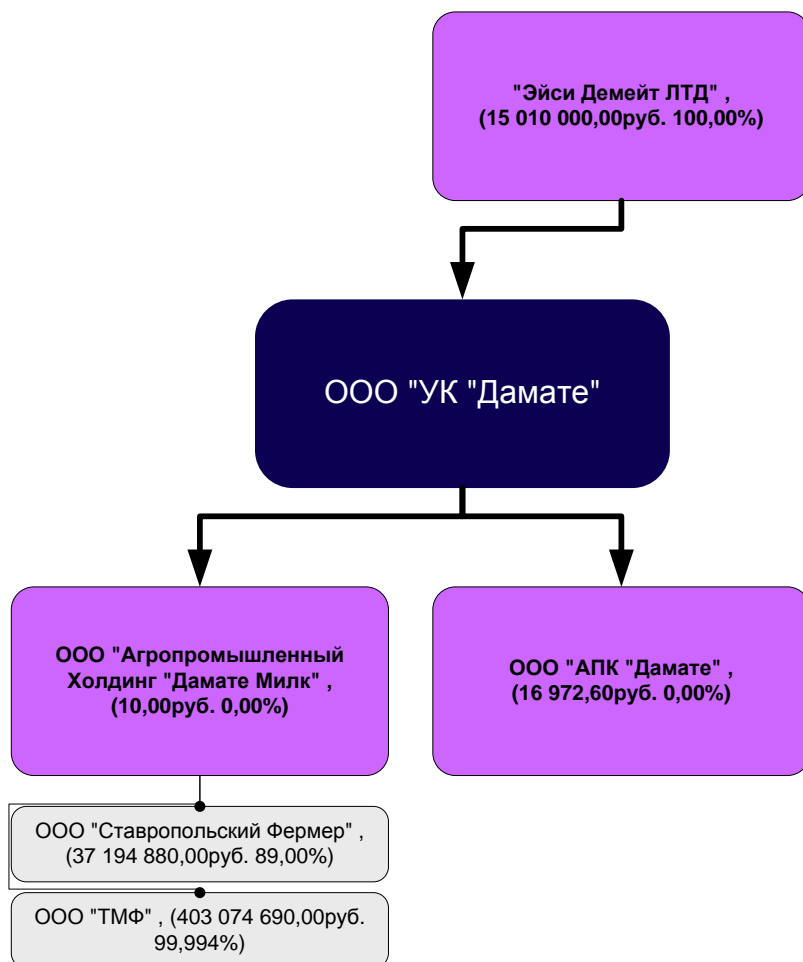 "Эйси Демейт ЛТД" ,
(15 010 000,00руб. 100,00%)
ООО "УК "Дамате"
ООО "Агропромышленный
Холдинг "Дамате Милк" ,
(10,00руб. 0,00%)
ООО "АПК "Дамате" ,
(16 972,60руб. 0,00%)
ООО "Ставропольский Фермер" ,
(37 194 880,00руб. 89,00%)
ООО "ТМФ" , (403 074 690,00руб.
99,994%)